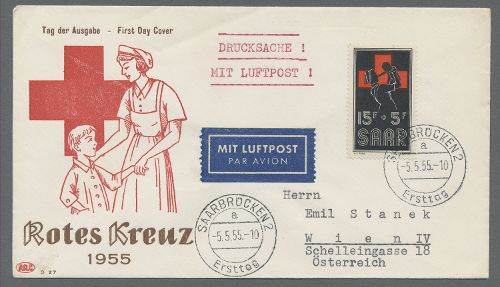 Tag der Ausgabe - First Day Cover
DRUCKSACHE !
MIT LUFTPOST !
15F+5F
SAAR
MIT LUFTPOST
PAR AVION
SAARBRÜCKEN 2
a
-5.5.55.-10
Ersttag
SAARBRÜCKEN 2
a
-5.5.55.-10
Ersttag
Herrn
Emil Stanek
Wien IV
Schelleingasse 18
Österreich
Rotes Kreuz
1955